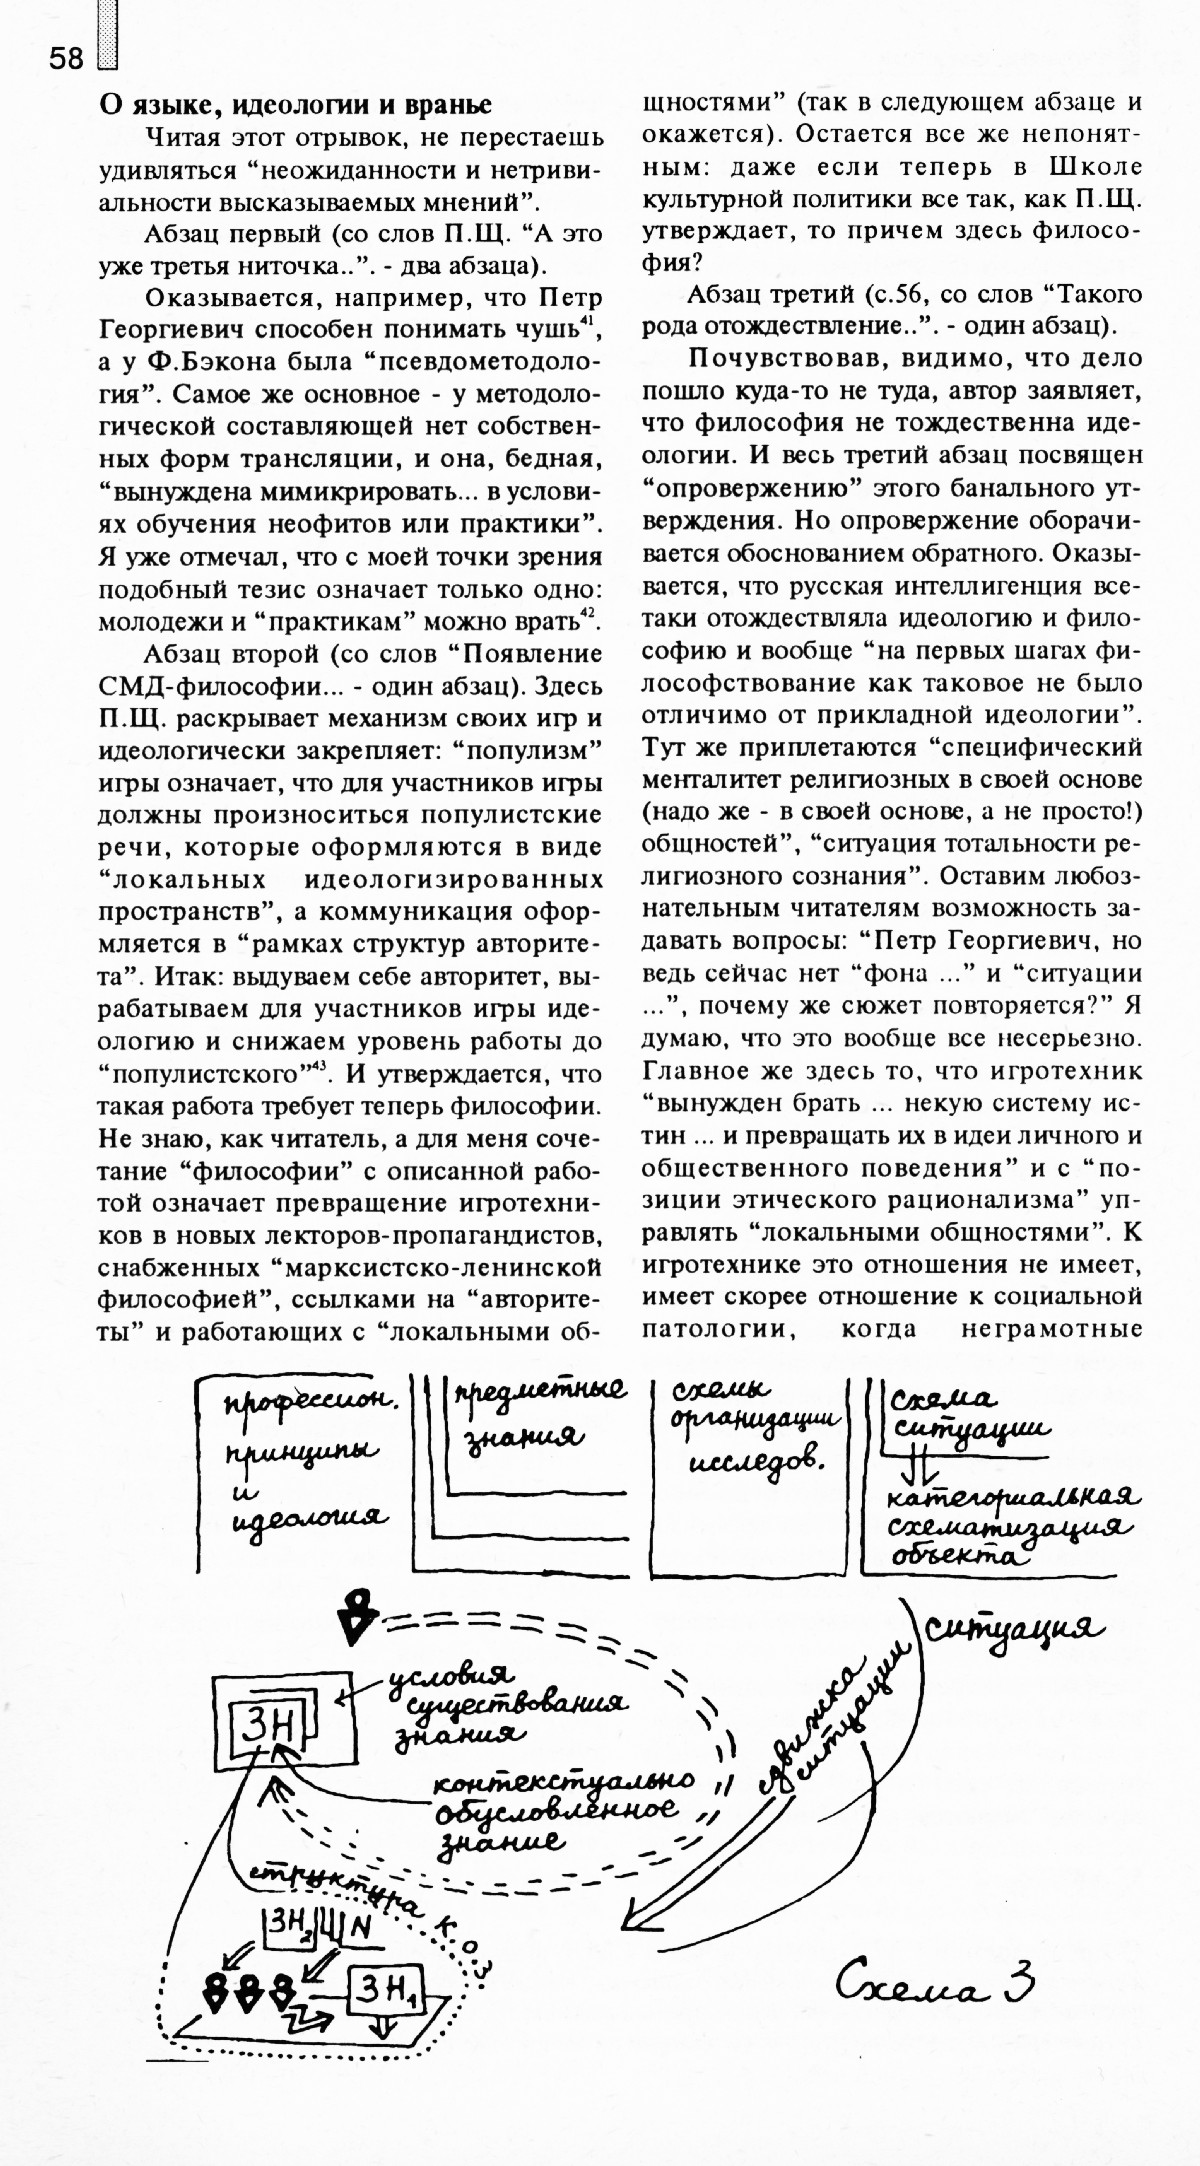 58
О языке, идеологии и вранье
Читая этот отрывок, не перестаешь
удивляться “неожиданности и нетриви-
альности высказываемых мнений”.
Абзац первый (со слов П.Щ. “А это
уже третья ниточка..”. - два абзаца).
Оказывается, например, что Петр
Георгиевич способен понимать чушь⁴¹,
а у Ф.Бэкона была “псевдометодоло-
гия”. Самое же основное - у методоло-
гической составляющей нет собствен-
ных форм трансляции, и она, бедная,
“вынуждена мимикрировать... в услови-
ях обучения неофитов или практики”.
Я уже отмечал, что с моей точки зрения
подобный тезис означает только одно:
молодежи и “практикам” можно врать⁴².
Абзац второй (со слов “Появление
СМД-философии... - один абзац). Здесь
П.Щ. раскрывает механизм своих игр и
идеологически закрепляет: “популизм”
игры означает, что для участников игры
должны произноситься популистские
речи, которые оформляются в виде
“локальных идеологизированных
пространств”, а коммуникация офор-
мляется в “рамках структур авторите-
та”. Итак: выдуваем себе авторитет, вы-
рабатываем для участников игры иде-
ологию и снижаем уровень работы до
“популистского”⁴³. И утверждается, что
такая работа требует теперь философии.
Не знаю, как читатель, а для меня соче-
тание “философии” с описанной рабо-
той означает превращение игротехни-
ков в новых лекторов-пропагандистов,
снабженных “марксистско-ленинской
философией”, ссылками на “авторите-
ты” и работающих с “локальными об-
щностями” (так в следующем абзаце и
окажется). Остается все же непонят-
ным: даже если теперь в Школе
культурной политики все так, как П.Щ.
утверждает, то причем здесь филосо-
фия?
Абзац третий (с.56, со слов “Такого
рода отождествление..”. - один абзац).
Почувствовав, видимо, что дело
пошло куда-то не туда, автор заявляет,
что философия не тождественна иде-
ологии. И весь третий абзац посвящен
“опровержению” этого банального ут-
верждения. Но опровержение оборачи-
вается обоснованием обратного. Оказы-
вается, что русская интеллигенция все-
таки отождествляла идеологию и фило-
софию и вообще “на первых шагах фи-
лософствование как таковое не было
отличимо от прикладной идеологии”.
Тут же приплетаются “специфический
менталитет религиозных в своей основе
(надо же - в своей основе, а не просто!)
общностей”, “ситуация тотальности ре-
лигиозного сознания”. Оставим любоз-
нательным читателям возможность за-
давать вопросы: “Петр Георгиевич, но
ведь сейчас нет “фона ...” и “ситуации
...”, почему же сюжет повторяется?” Я
думаю, что это вообще все несерьезно.
Главное же здесь то, что игротехник
“вынужден брать ... некую систему ис-
тин ... и превращать их в идеи личного и
общественного поведения” и с “по-
зиции этического рационализма” уп-
равлять “локальными общностями”. К
игротехнике это отношения не имеет,
имеет скорее отношение к социальной
патологии, когда неграмотные
професcион.
принципы
и
идеология
предметные
знания
схемы
организации
исследов.
схема
ситуации
категориальная
схематизация
объекта
ситуация
сдвижка
ситуации
условия
существования
знания
ЗН
контекстуально
обусловленное
знание
структура коз
ЗН₂ N
ЗН₁
Схема 3